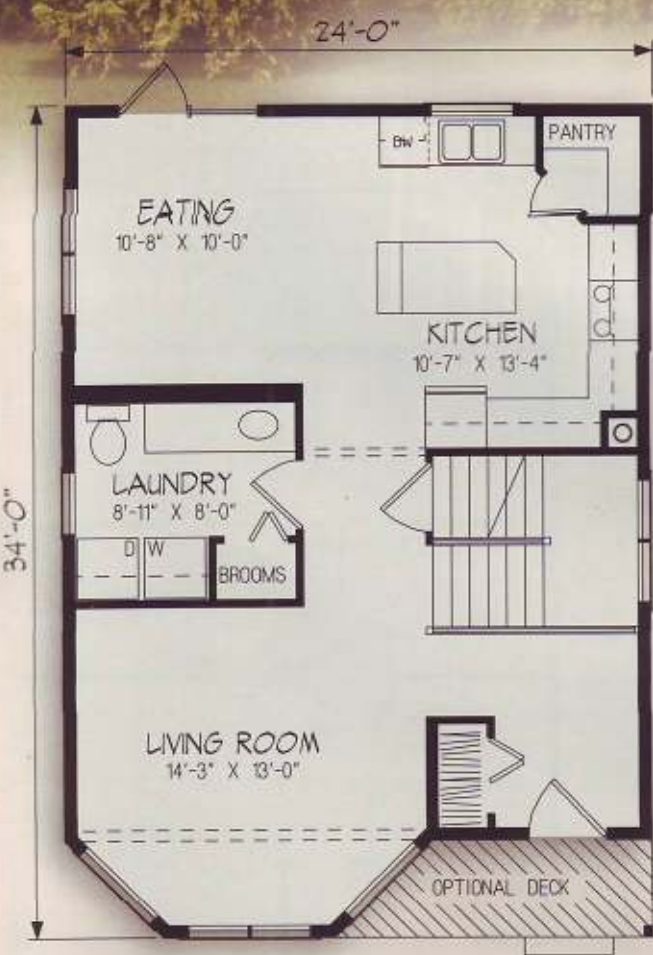 24'-0"
PANTRY
DW
EATING
10'-8" X 10'-0"
KITCHEN
10'-7" X 13'-4"
LAUNDRY
8'-11" X 8'-0"
34'-0"
D W
BROOMS
LIVING ROOM
14'-3" X 13'-0"
OPTIONAL DECK